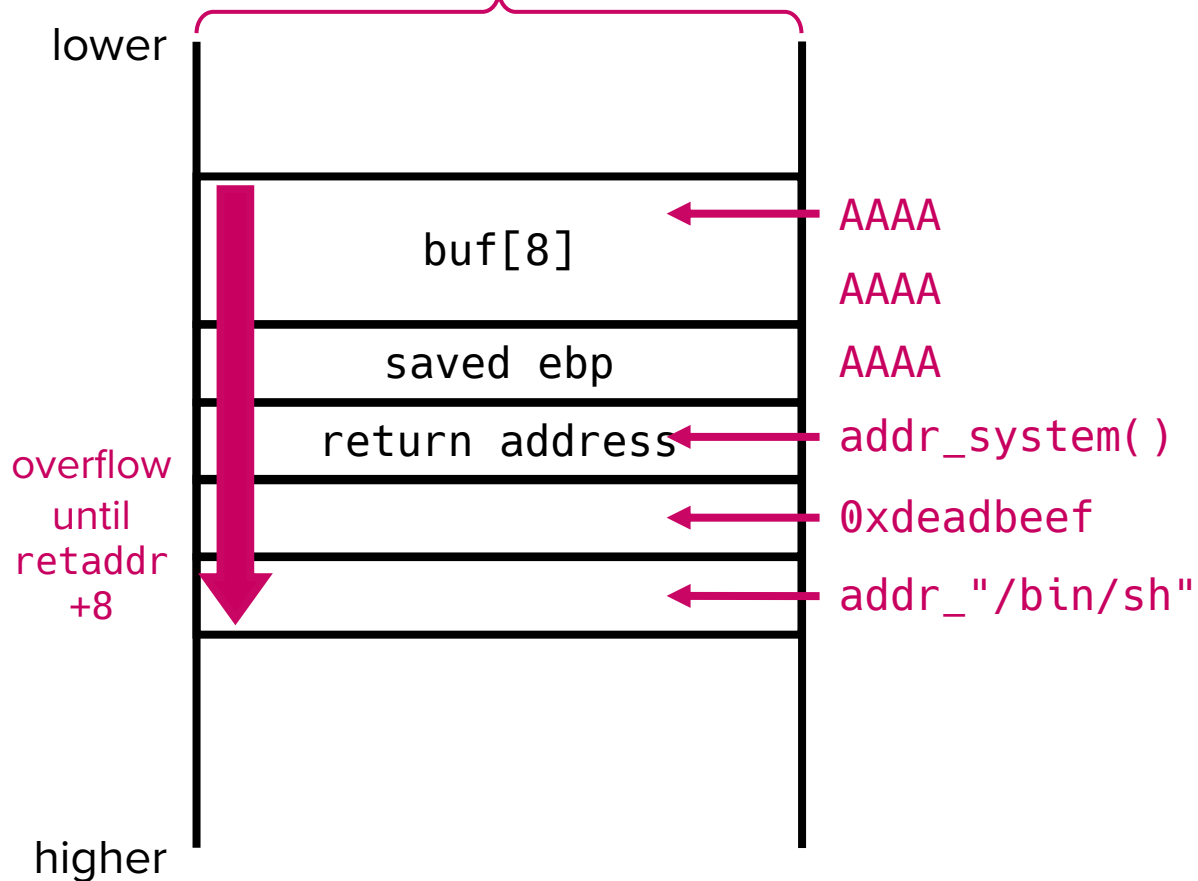 lower
buf[8]
AAAA
AAAA
saved ebp
AAAA
return address
addr_system()
overflow
until
retaddr
+8
0xdeadbeef
addr_"/bin/sh"
higher